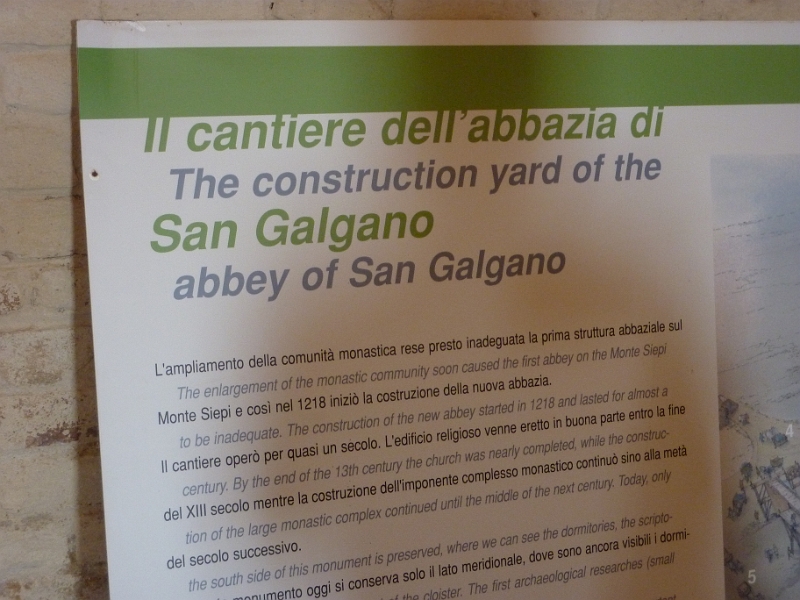 Il cantiere dell'abbazia di
The construction yard of the
San Galgano
abbey of San Galgano
L'ampliamento della comunità monastica rese presto inadeguata la prima struttura abbaziale sul
The enlargement of the monastic community soon caused the first abbey on the Monte Siepi
Monte Siepi e così nel 1218 iniziò la costruzione della nuova abbazia.
to be inadequate. The construction of the new abbey started in 1218 and lasted for almost a
Il cantiere operò per quasi un secolo. L'edificio religioso venne eretto in buona parte entro la fine
century. By the end of the 13th century the church was nearly completed, while the construc-
del XIII secolo mentre la costruzione dell'imponente complesso monastico continuò sino alla metà
tion of the large monastic complex continued until the middle of the next century. Today, only
del secolo successivo.
the south side of this monument is preserved, where we can see the dormitories, the scripto-
monumento oggi si conserva solo il lato meridionale, dove sono ancora visibili i dormi-
of the cloister. The first archaeological researches (small
4
5